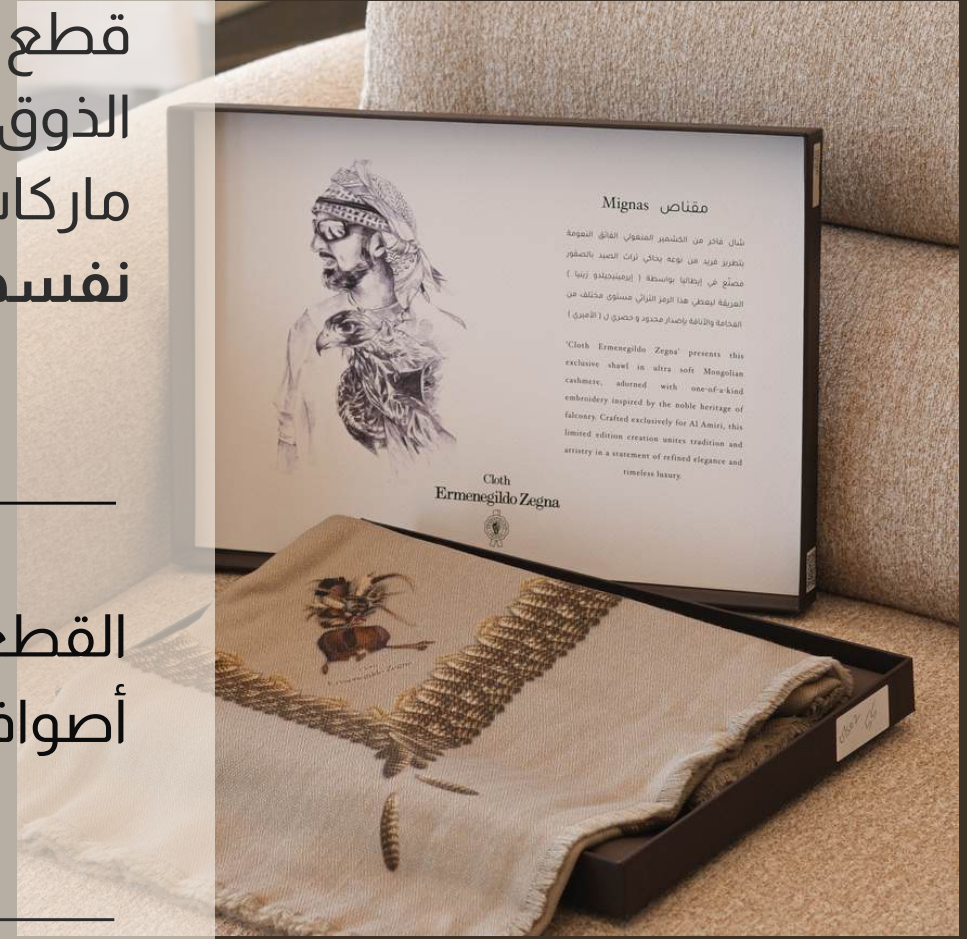 قطع
الذوق
نفسه
القطع
Mignas مقناص
شال فاخر من الكشمير المنغولي الفائق النعومة
بتطريز فريد من نوعه يحاكي تراث الصيد بالصقور
مصنّع في إيطاليا بواسطة ( إيرمينيجيلدو زينيا )
العريقة ليعطي هذا الرمز التراثي مستوى مختلف من
الفخامة والأناقة بإصدار محدود و حصري ل ( الأميري )
'Cloth Ermenegildo Zegna' presents this
exclusive shawl in ultra soft Mongolian
cashmere, adorned with one-of-a-kind
embroidery inspired by the noble heritage of
falconry. Crafted exclusively for Al Amiri, this
limited edition creation unites tradition and
artistry in a statement of refined elegance and
timeless luxury.
Cloth
Ermenegildo Zegna
Ermenegildo Zegna